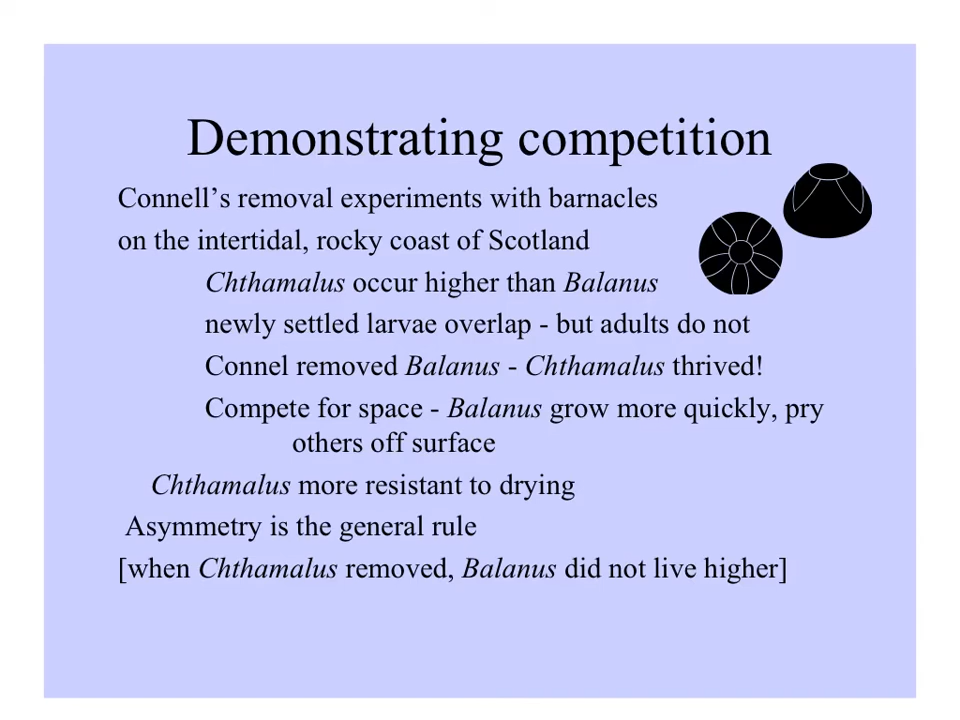 Demonstrating competition
Connell’s removal experiments with barnacles
on the intertidal, rocky coast of Scotland
Chthamalus occur higher than Balanus
newly settled larvae overlap - but adults do not
Connel removed Balanus - Chthamalus thrived!
Compete for space - Balanus grow more quickly, pry
others off surface
Chthamalus more resistant to drying
Asymmetry is the general rule
[when Chthamalus removed, Balanus did not live higher]